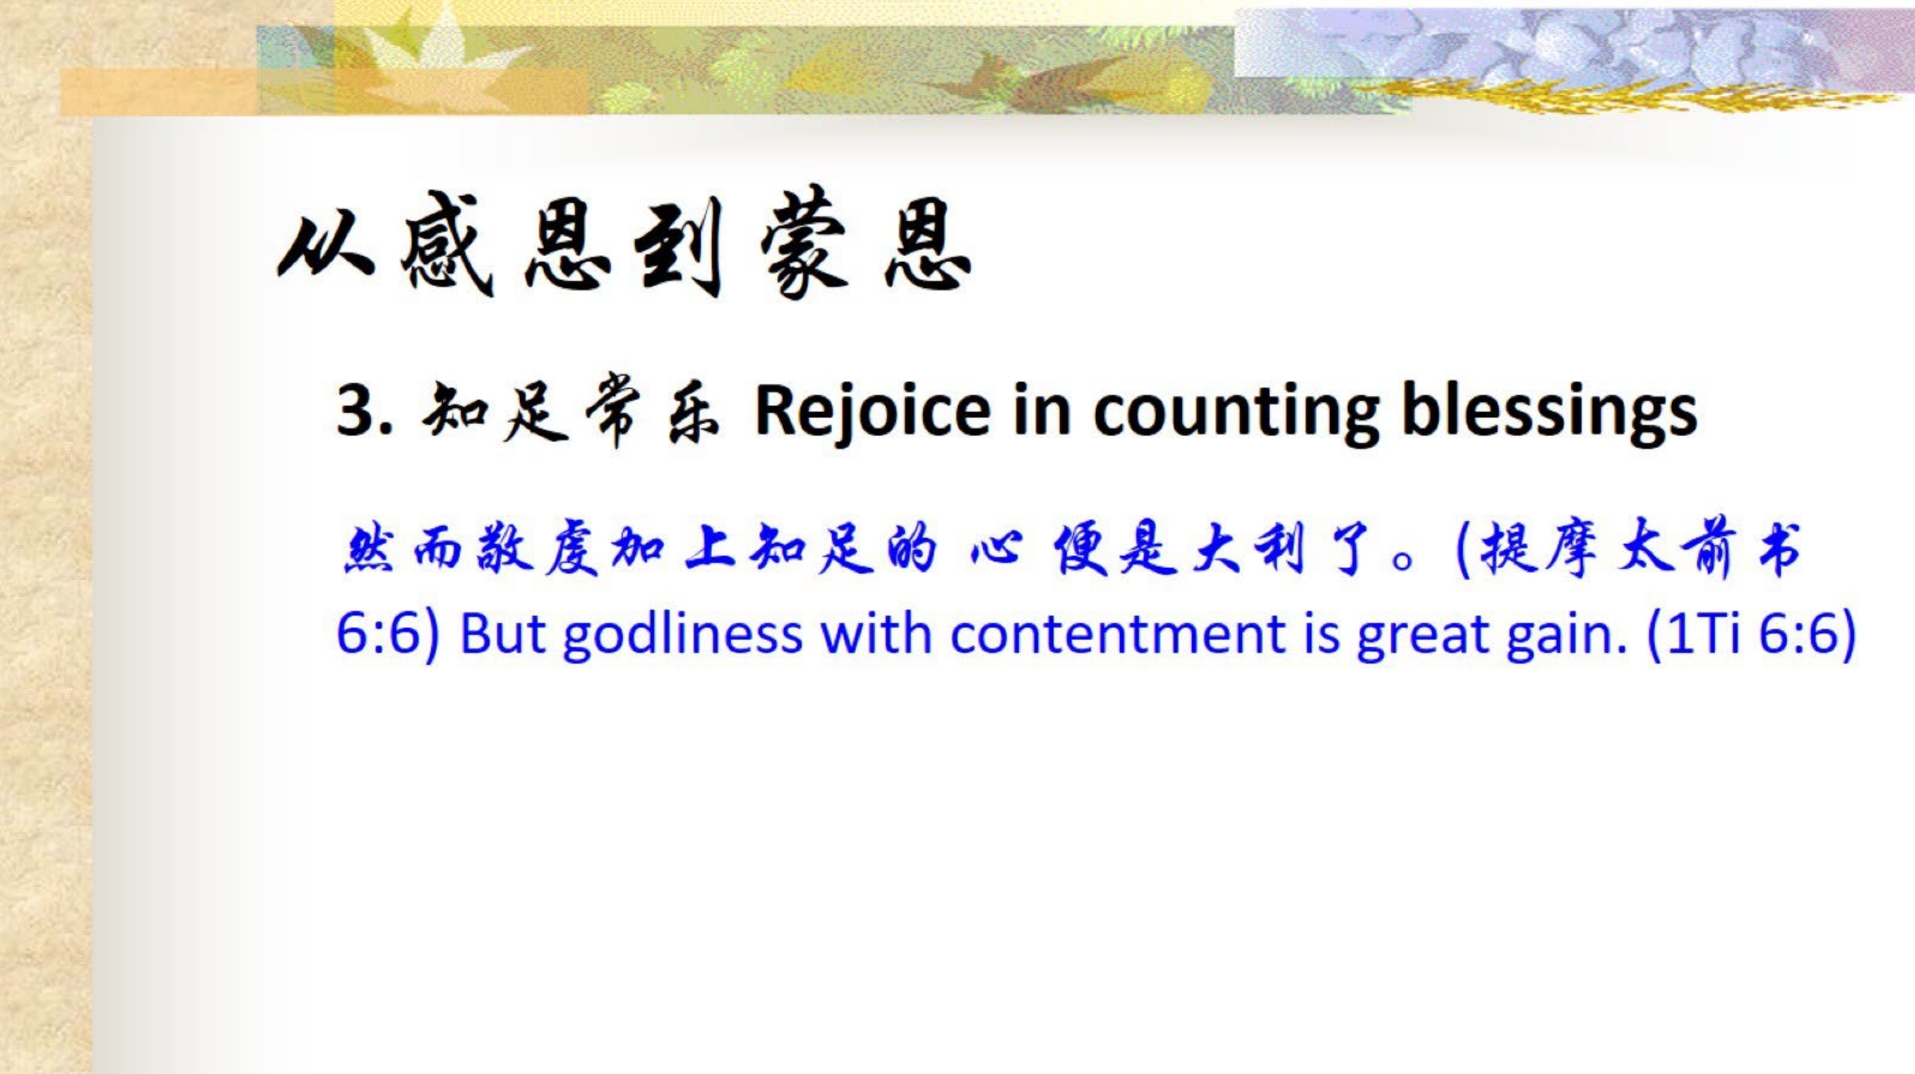 从感恩到蒙恩
3. 知足常乐 Rejoice in counting blessings
然而敬虔加上知足的心便是大利了。(提摩太前书
6:6) But godliness with contentment is great gain. (1Ti 6:6)